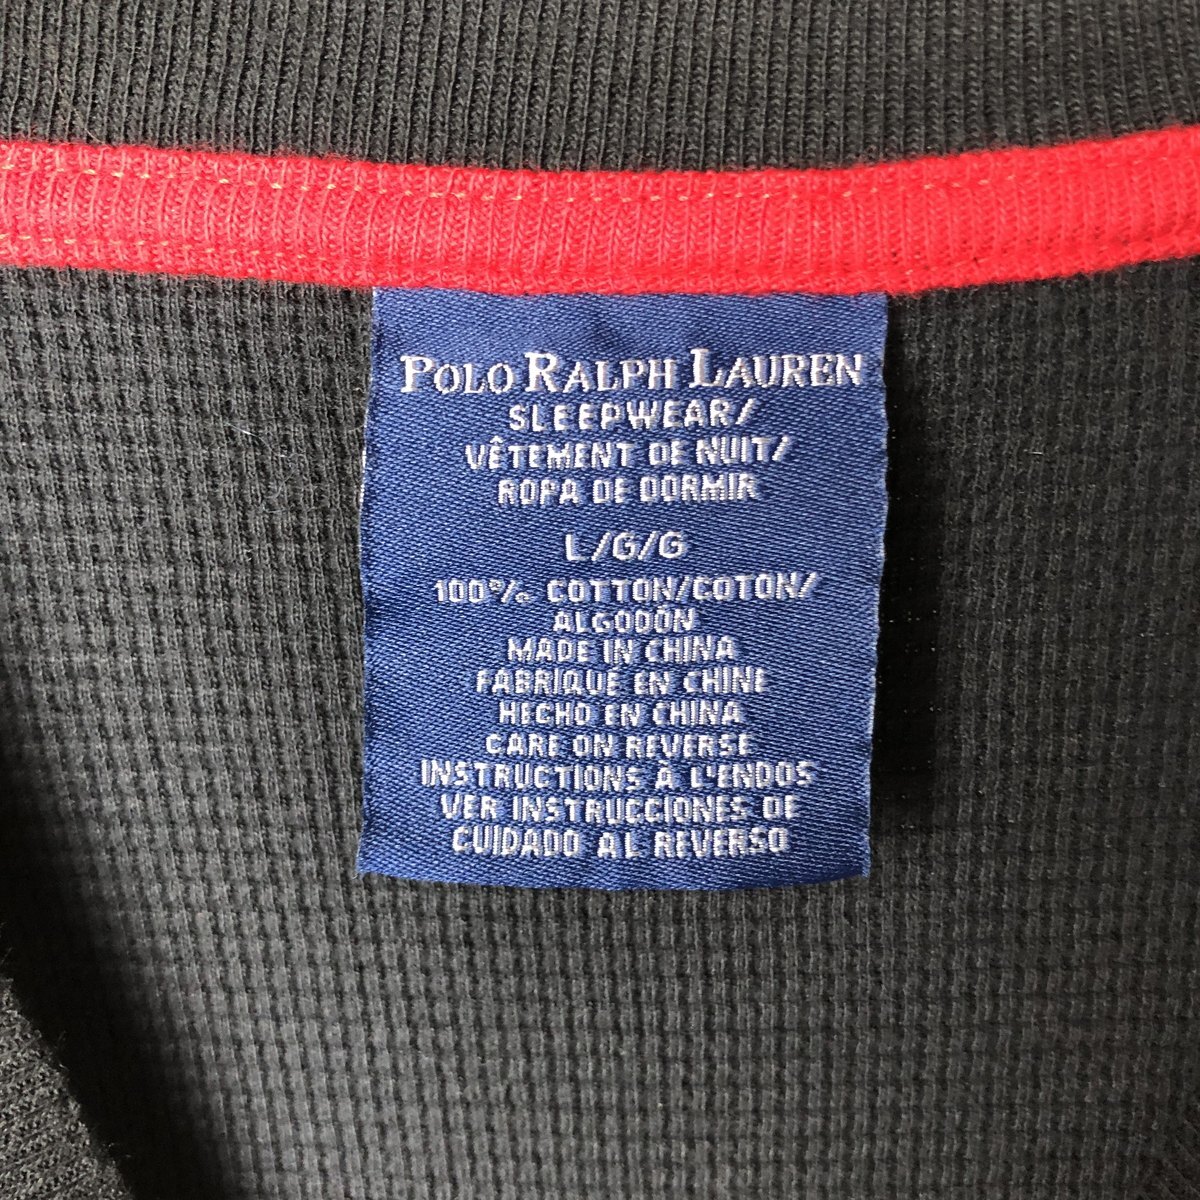 POLO RALPH LAUREN
SLEEPWEAR/
VÊTEMENT DE NUIT/
ROPA DE DORMIR
L/G/G
100% COTTON/COTON/
ALGODÓN
MADE IN CHINA
FABRIQUE EN CHINE
HECHO EN CHINA
CARE ON REVERSE
INSTRUCTIONS À L'ENDOS
VER INSTRUCCIONES DE
CUIDADO AL REVERSO